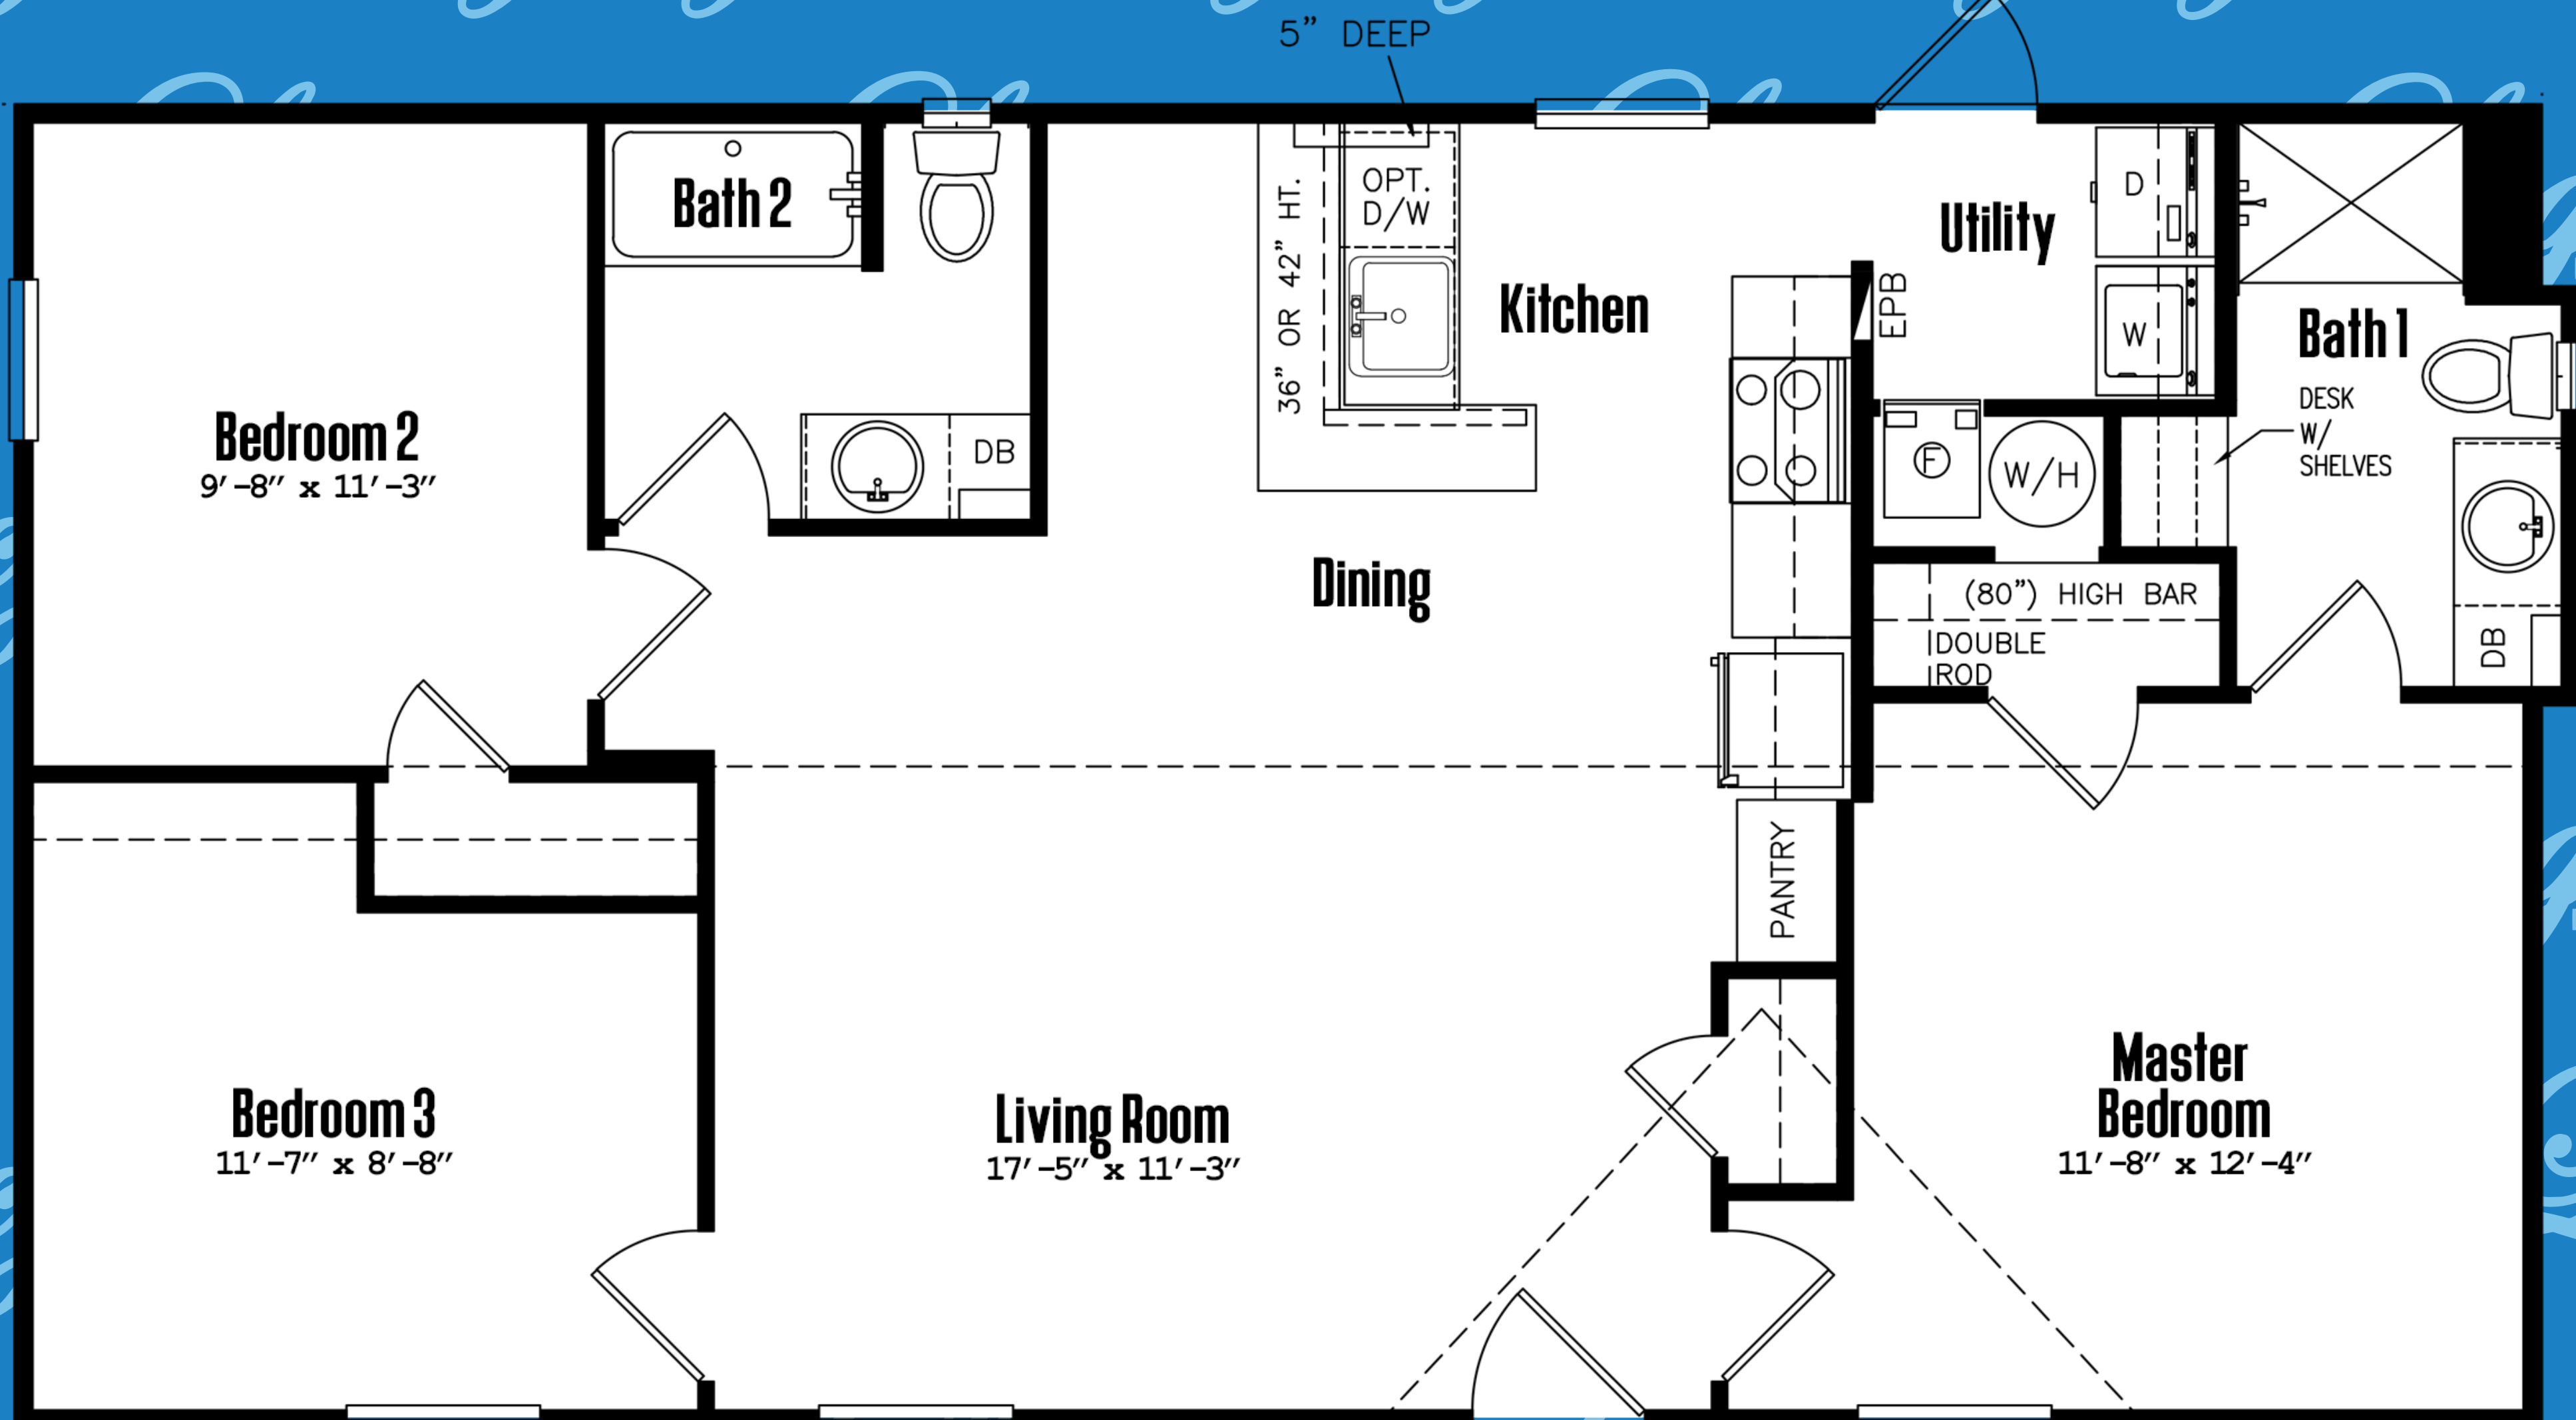 5” DEEP
Bath 2
OPT.
D/W
36” OR 42” HT.
Kitchen
Utility
D
W
EPB
Bath 1
DESK
W/
SHELVES
Bedroom 2
9′-8″ x 11′-3″
DB
F
W/H
Dining
(80”) HIGH BAR
DOUBLE
ROD
DB
PANTRY
Bedroom 3
11′-7″ x 8′-8″
Living Room
17′-5″ x 11′-3″
Master
Bedroom
11′-8″ x 12′-4″